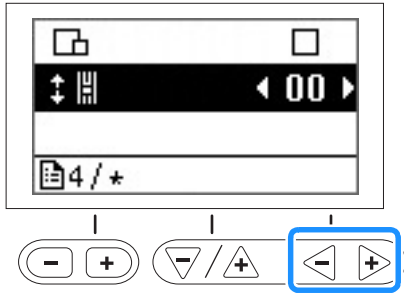 00
4/*
- +
- / +
- +